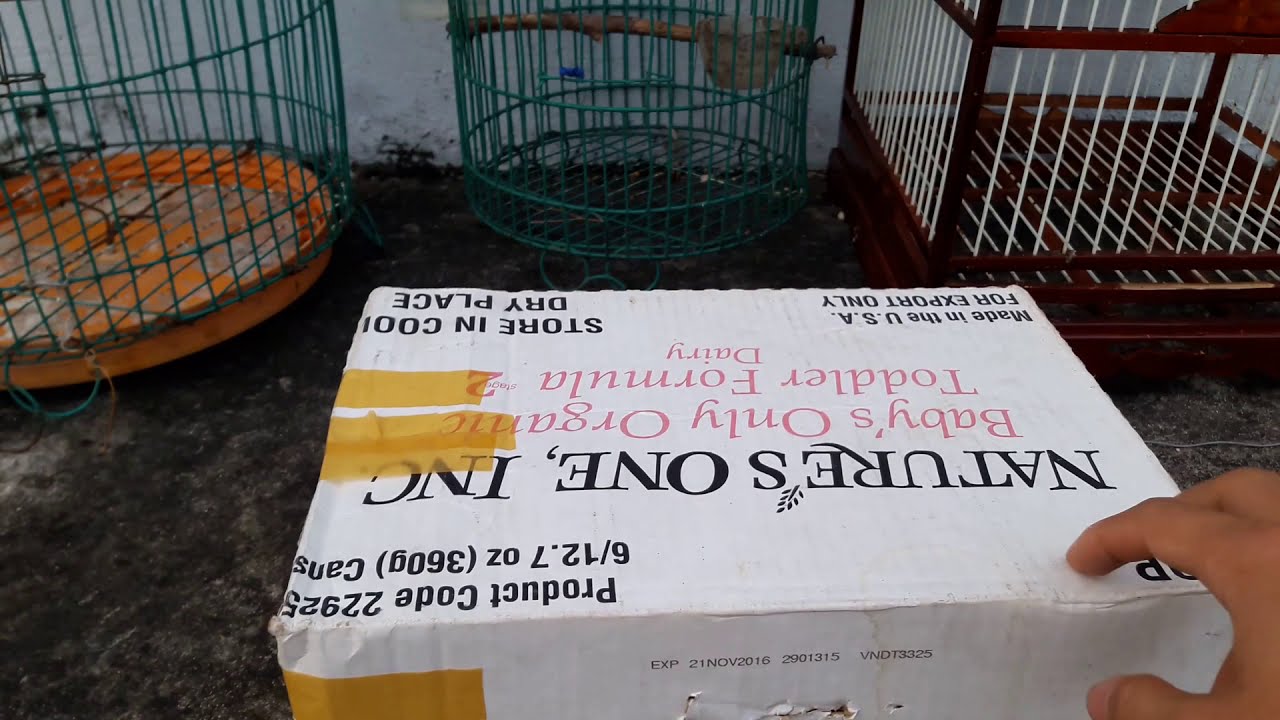 OP
Product Code 22925
6/12.7 oz (360g) Cans
NATURE'S ONE, INC.
Baby's Only Organic
Toddler Formula stage 2
Dairy
Made in the U.S.A.
FOR EXPORT ONLY
STORE IN COOL
DRY PLACE
EXP 21NOV2016 2901315 VNDT3325